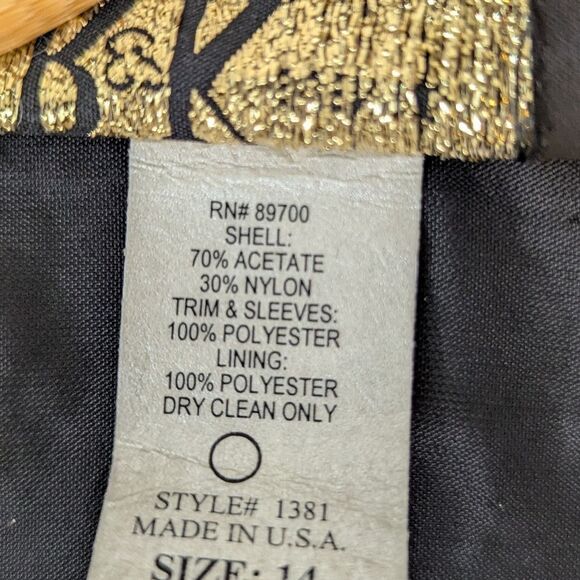 RN# 89700
SHELL:
70% ACETATE
30% NYLON
TRIM & SLEEVES:
100% POLYESTER
LINING:
100% POLYESTER
DRY CLEAN ONLY
STYLE# 1381
MADE IN U.S.A.
SIZE: 14